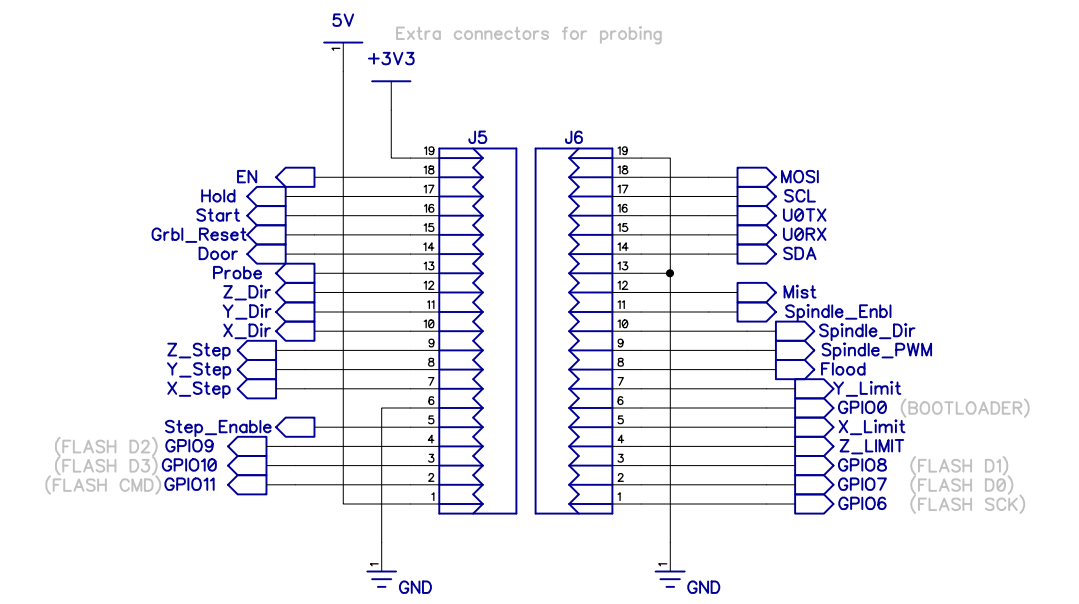 5V
Extra connectors for probing
1
+3V3
J5 J6
19 19
EN 18 18 MOSI
Hold 17 17 SCL
Start 16 16 U0TX
Grbl_Reset 15 15 U0RX
Door 14 14 SDA
Probe 13 13
Z_Dir 12 12 Mist
Y_Dir 11 11 Spindle_Enbl
X_Dir 10 10 Spindle_Dir
Z_Step 9 9 Spindle_PWM
Y_Step 8 8 Flood
X_Step 7 7 Y_Limit
6 6 GPIO0 (BOOTLOADER)
Step_Enable 5 5 X_Limit
(FLASH D2) GPIO9 4 4 Z_LIMIT
(FLASH D3) GPIO10 3 3 GPIO8 (FLASH D1)
(FLASH CMD) GPIO11 2 2 GPIO7 (FLASH D0)
1 1 GPIO6 (FLASH SCK)
1 1
GND GND